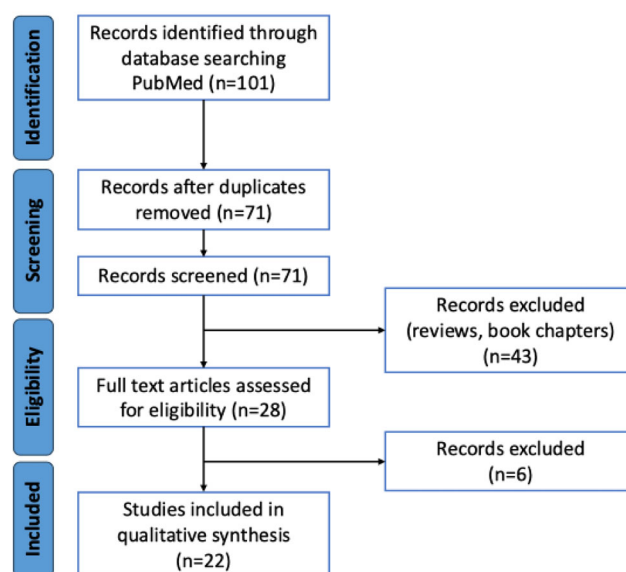 Identification
Records identified through
database searching
PubMed (n=101)
Screening
Records after duplicates
removed (n=71)
Records screened (n=71)
Records excluded
(reviews, book chapters)
(n=43)
Eligibility
Full text articles assessed
for eligibility (n=28)
Records excluded
(n=6)
Included
Studies included in
qualitative synthesis
(n=22)